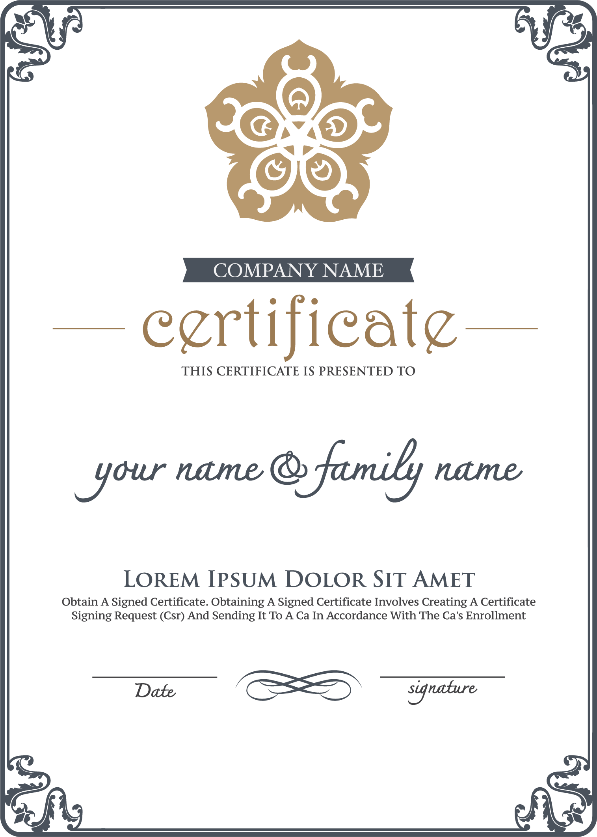 COMPANY NAME
certificate
THIS CERTIFICATE IS PRESENTED TO
your name & family name
Lorem Ipsum Dolor Sit Amet
Obtain A Signed Certificate. Obtaining A Signed Certificate Involves Creating A Certificate
Signing Request (Csr) And Sending It To A Ca In Accordance With The Ca's Enrollment
Date
signature